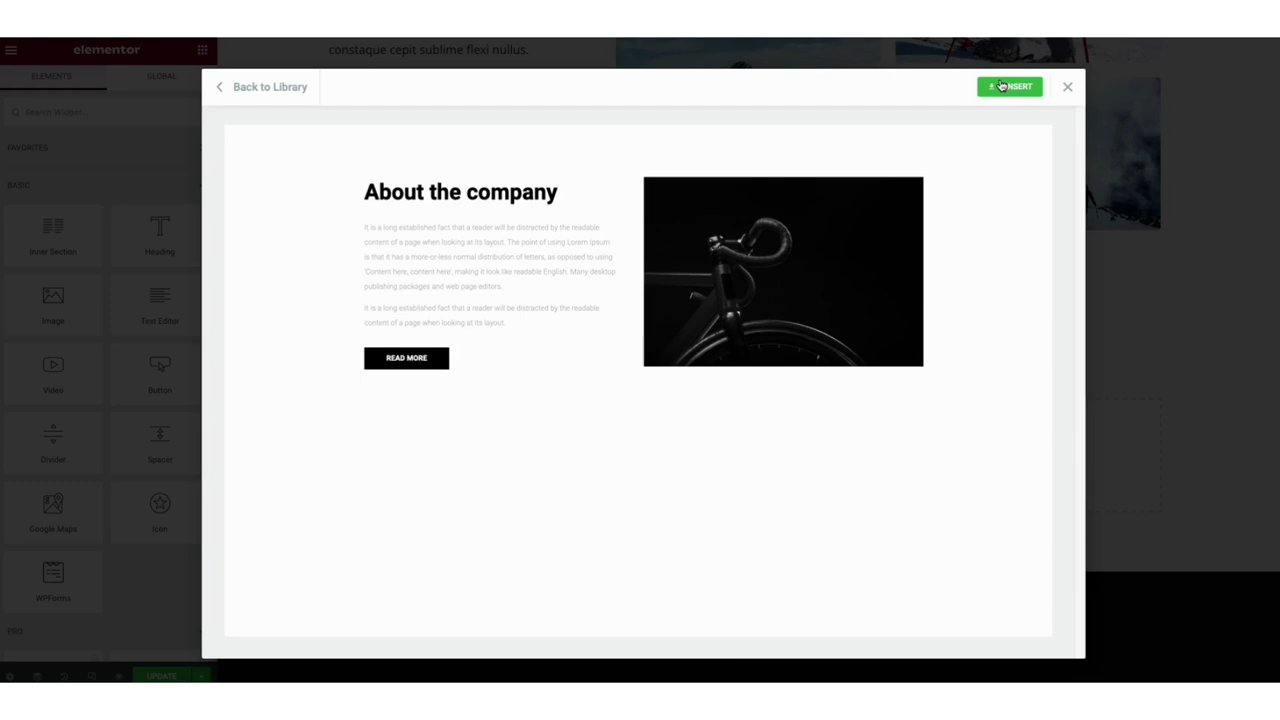 elementor
constaque cepit sublime flexi nullus.
ELEMENTS
GLOBAL
Back to Library
INSERT
Search Widget...
FAVORITES
BASIC
Inner Section
Heading
Image
Text Editor
Video
Button
Divider
Spacer
Google Maps
Icon
WPForms
PRO
UPDATE
About the company
It is a long established fact that a reader will be distracted by the readable
content of a page when looking at its layout. The point of using Lorem Ipsum
is that it has a more-or-less normal distribution of letters, as opposed to using
'Content here, content here', making it look like readable English. Many desktop
publishing packages and web page editors.
It is a long established fact that a reader will be distracted by the readable
content of a page when looking at its layout.
READ MORE